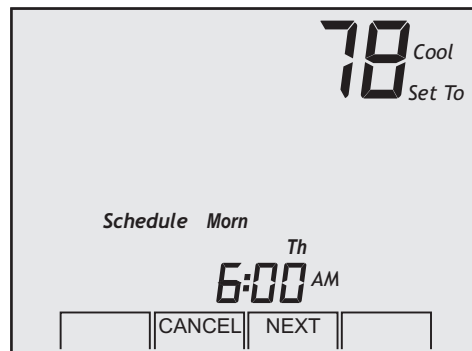 78 Cool
Set To
Schedule Morn
Th
6:00 AM
CANCEL NEXT